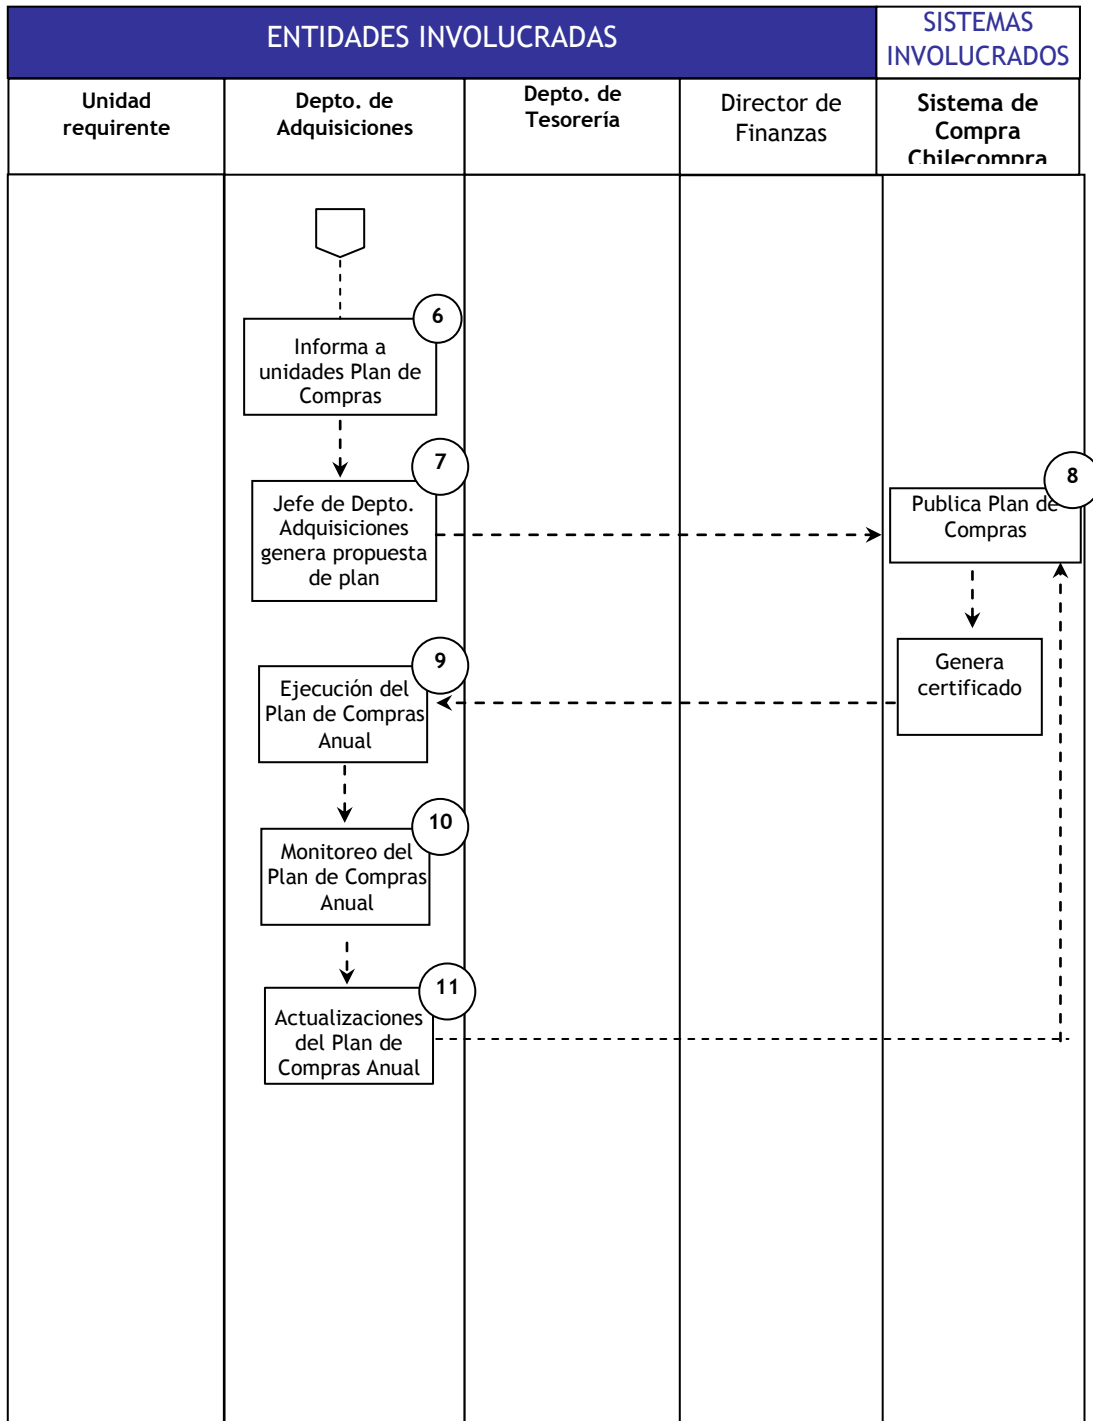 ENTIDADES INVOLUCRADAS
SISTEMAS
INVOLUCRADOS
Unidad
requirente
Depto. de
Adquisiciones
Depto. de
Tesorería
Director de
Finanzas
Sistema de
Compra
Chilecompra
6
Informa a
unidades Plan de
Compras
7
Jefe de Depto.
Adquisiciones
genera propuesta
de plan
8
Publica Plan de
Compras
Genera
certificado
9
Ejecución del
Plan de Compras
Anual
10
Monitoreo del
Plan de Compras
Anual
11
Actualizaciones
del Plan de
Compras Anual